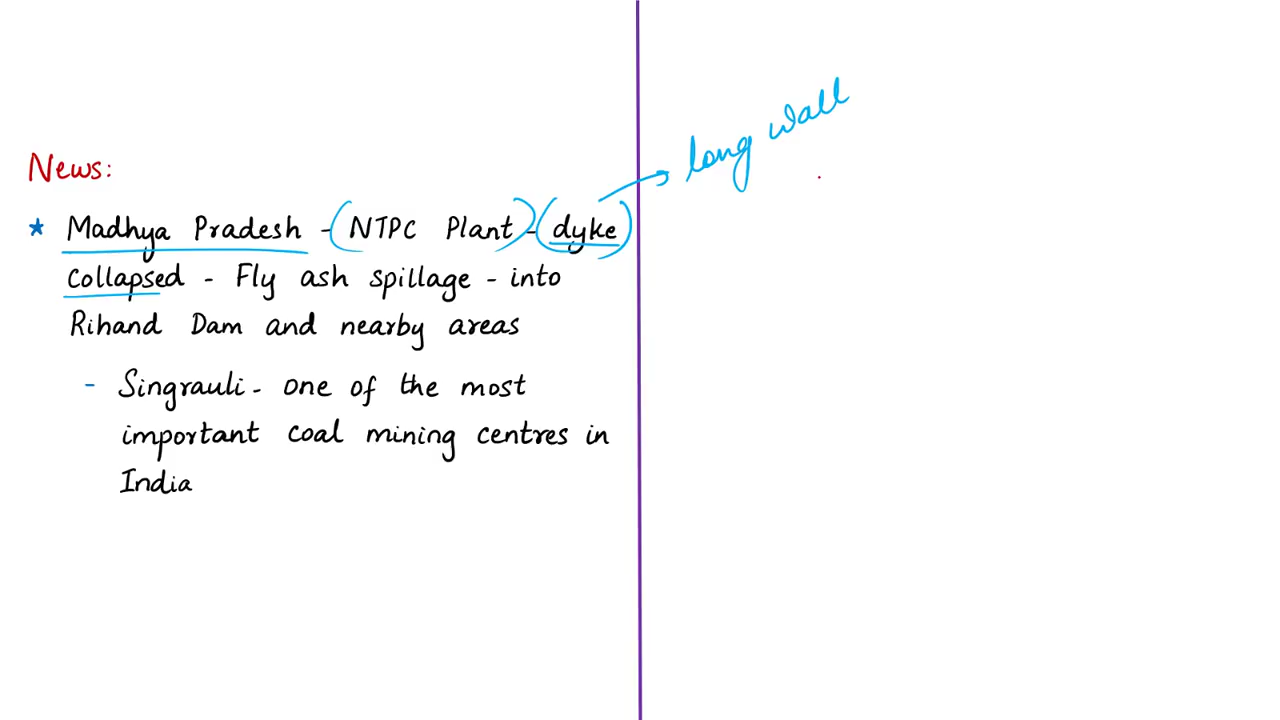 News:
* Madhya Pradesh - (NTPC Plant) - (dyke)
collapsed - Fly ash spillage - into
Rihand Dam and nearby areas
- Singrauli - one of the most
important coal mining centres in
India
long wall